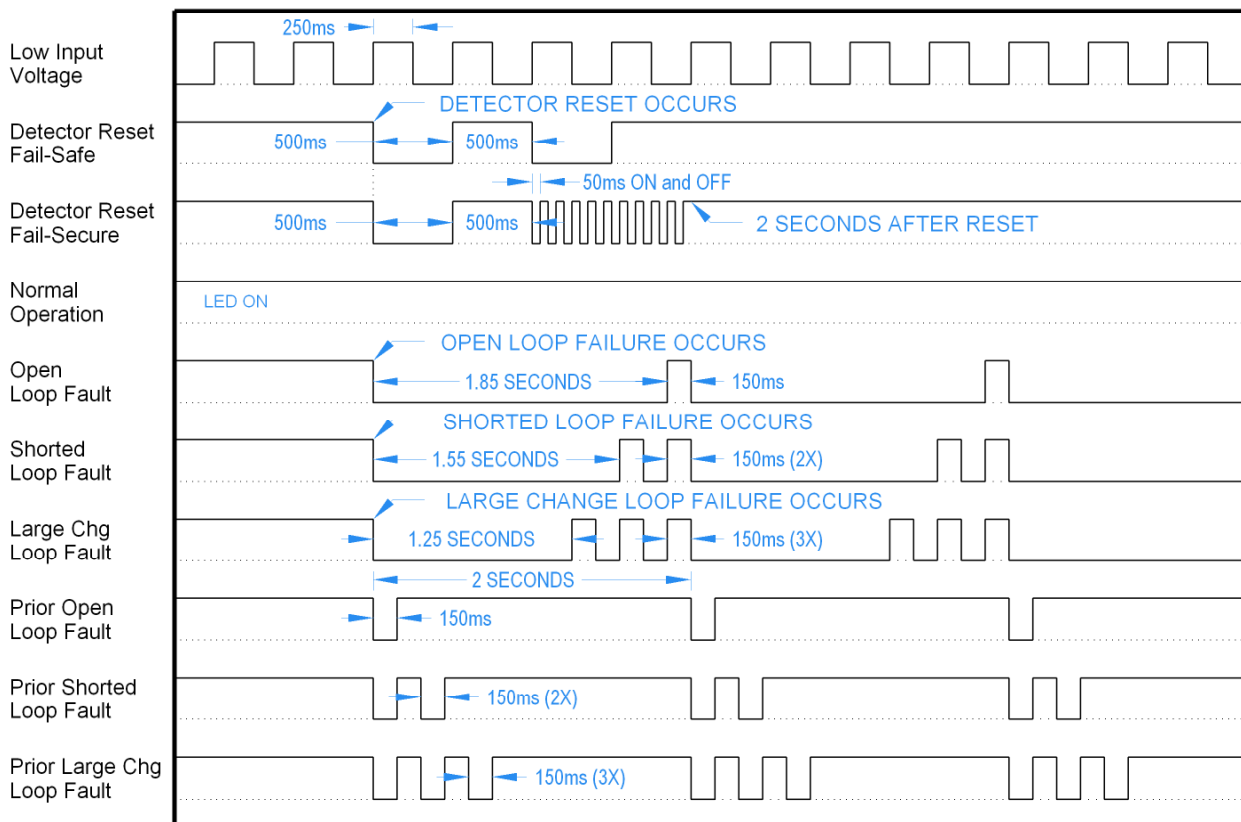 250ms
Low Input
Voltage
DETECTOR RESET OCCURS
Detector Reset
Fail-Safe
500ms
500ms
50ms ON and OFF
Detector Reset
Fail-Secure
500ms
500ms
2 SECONDS AFTER RESET
Normal
Operation
LED ON
OPEN LOOP FAILURE OCCURS
Open
Loop Fault
1.85 SECONDS
150ms
SHORTED LOOP FAILURE OCCURS
Shorted
Loop Fault
1.55 SECONDS
150ms (2X)
LARGE CHANGE LOOP FAILURE OCCURS
Large Chg
Loop Fault
1.25 SECONDS
150ms (3X)
2 SECONDS
Prior Open
Loop Fault
150ms
Prior Shorted
Loop Fault
150ms (2X)
Prior Large Chg
Loop Fault
150ms (3X)